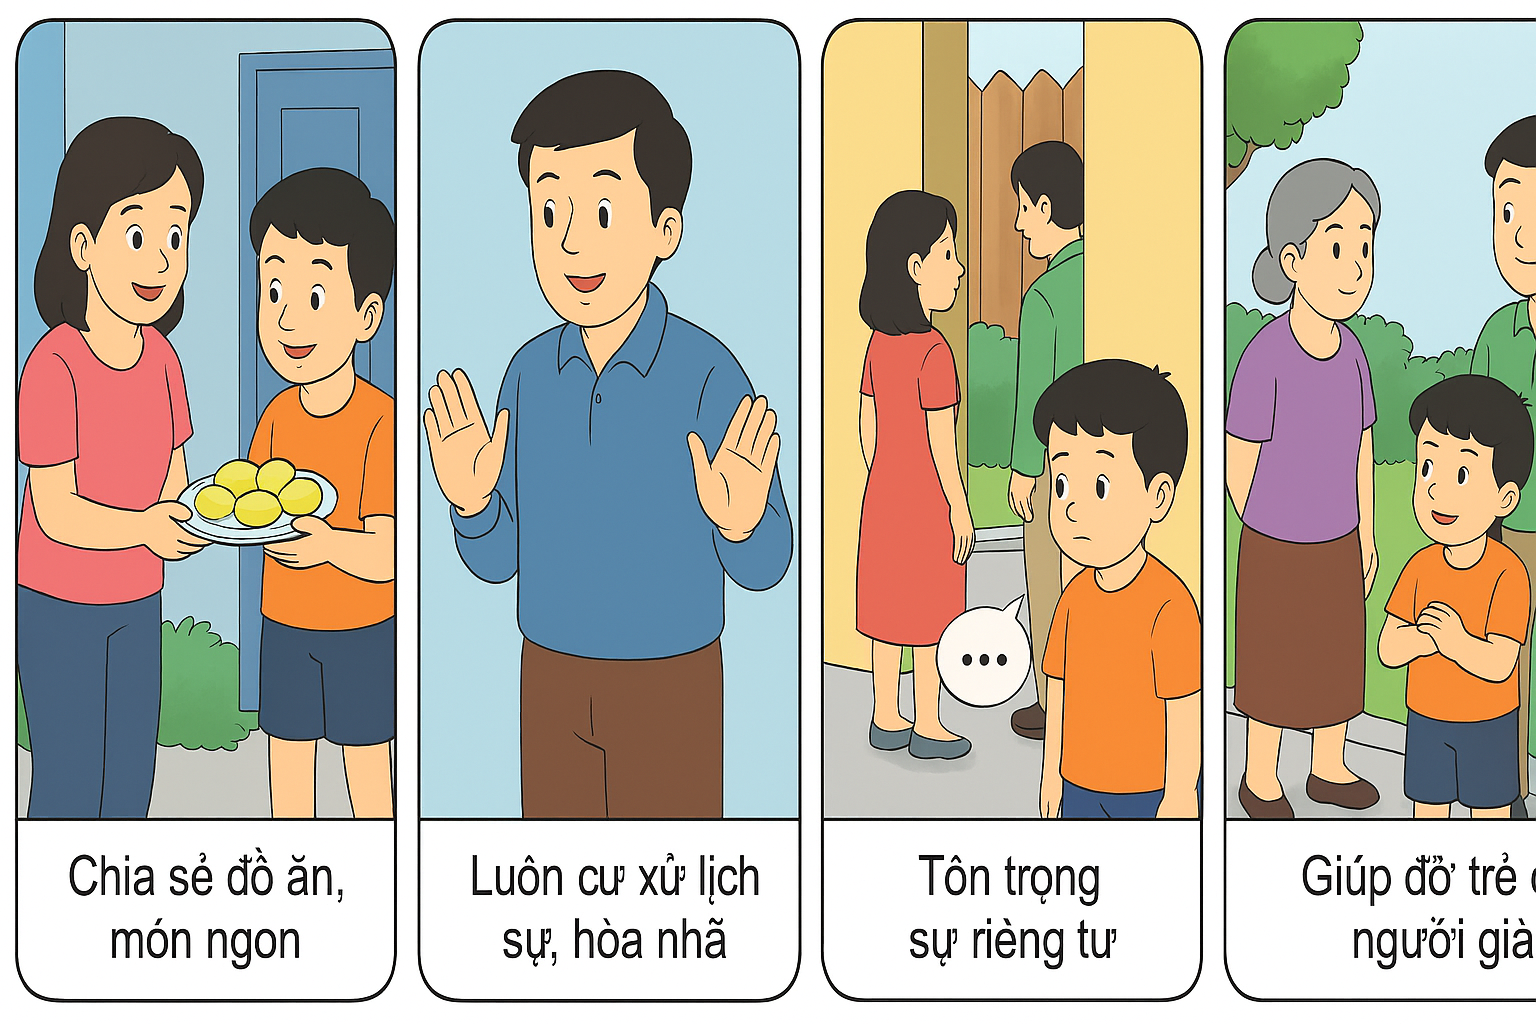 Chia sẻ đồ ăn,
món ngon
Luôn cư xử lịch
sự, hòa nhã
Tôn trọng
sự rièng tư
Giúp đỡ trẻ
người già
...